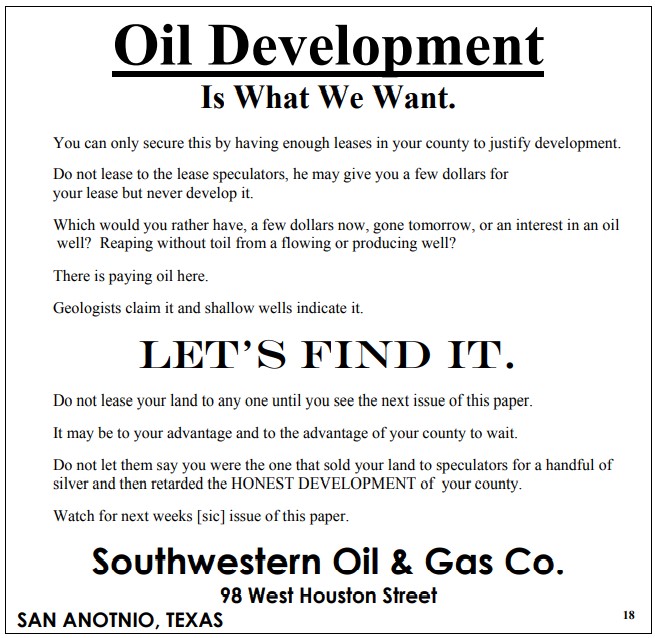 Oil Development
Is What We Want.
You can only secure this by having enough leases in your county to justify development.
Do not lease to the lease speculators, he may give you a few dollars for
your lease but never develop it.
Which would you rather have, a few dollars now, gone tomorrow, or an interest in an oil
well? Reaping without toil from a flowing or producing well?
There is paying oil here.
Geologists claim it and shallow wells indicate it.
LET'S FIND IT.
Do not lease your land to any one until you see the next issue of this paper.
It may be to your advantage and to the advantage of your county to wait.
Do not let them say you were the one that sold your land to speculators for a handful of
silver and then retarded the HONEST DEVELOPMENT of your county.
Watch for next weeks [sic] issue of this paper.
Southwestern Oil & Gas Co.
98 West Houston Street
SAN ANOTNIO, TEXAS
18